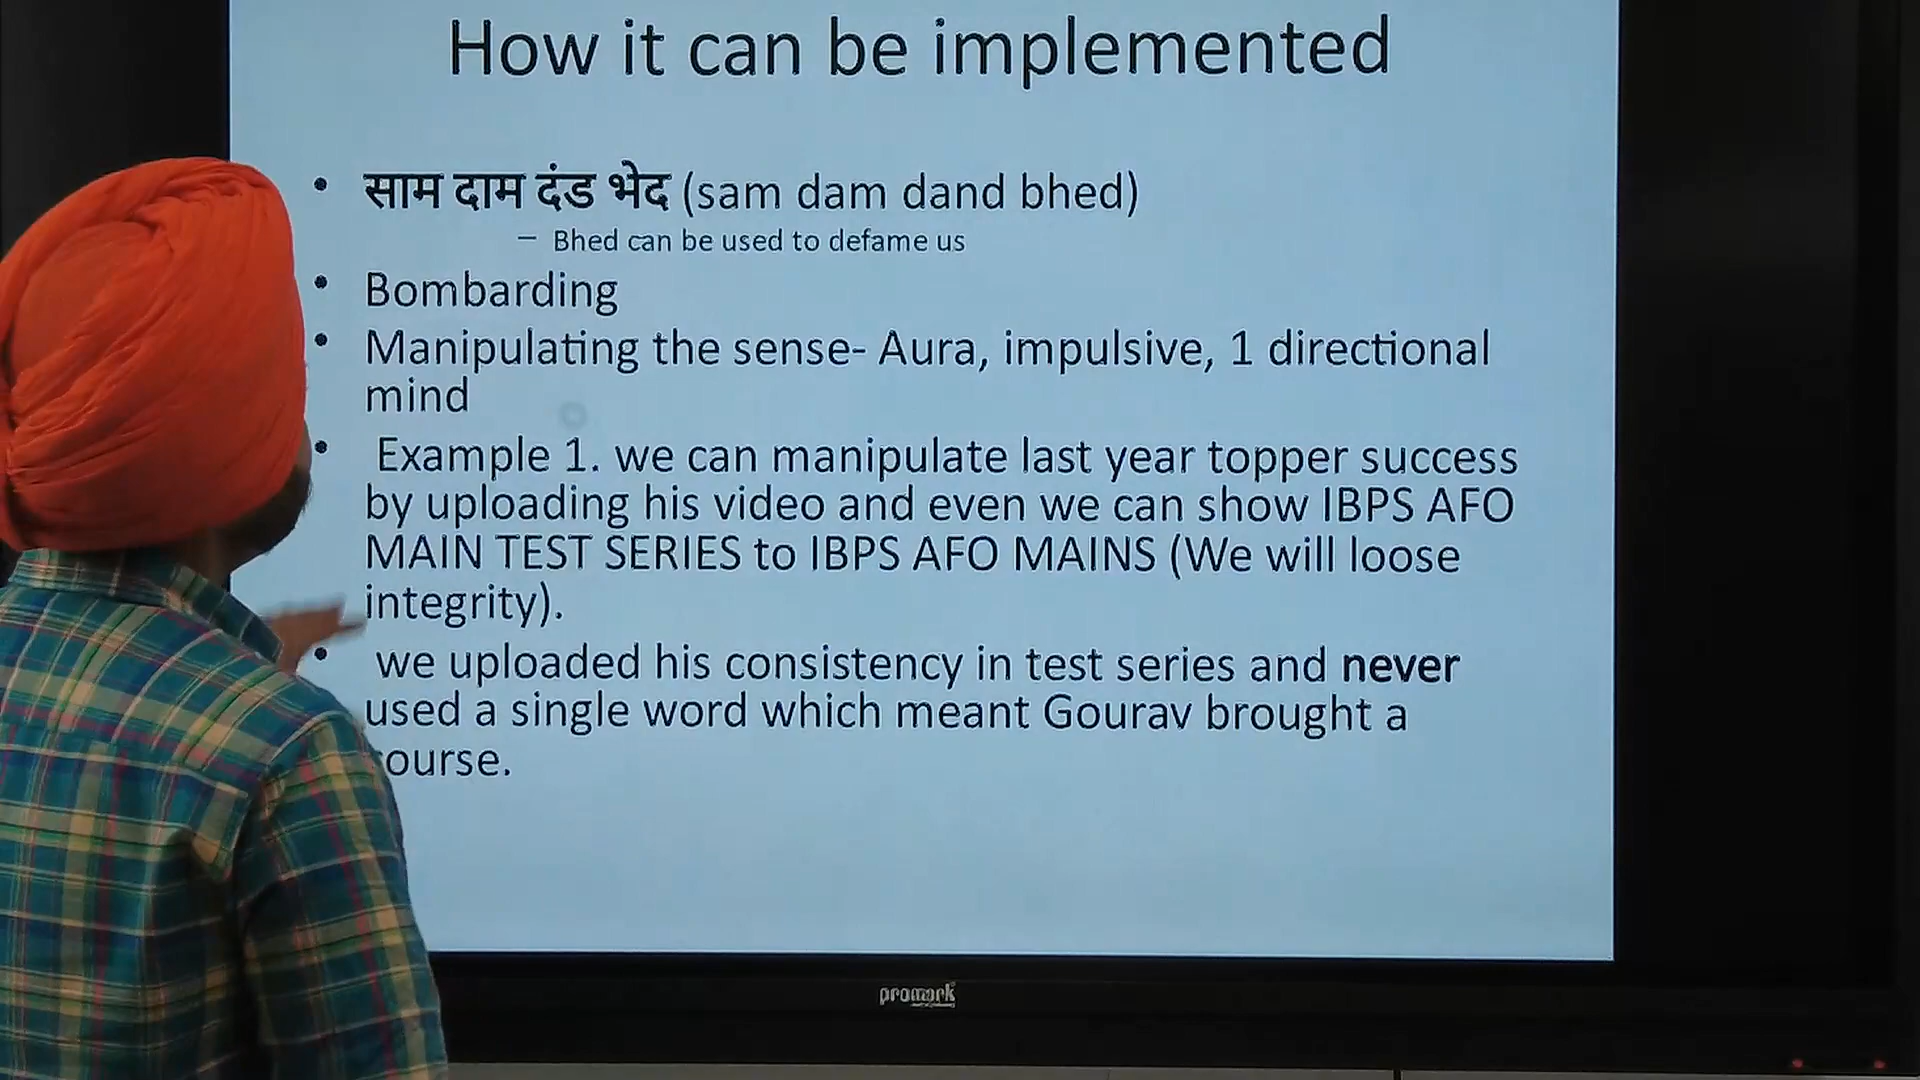 How it can be implemented
• साम दाम दंड भेद (sam dam dand bhed)
– Bhed can be used to defame us
• Bombarding
• Manipulating the sense- Aura, impulsive, 1 directional
mind
• Example 1. we can manipulate last year topper success
by uploading his video and even we can show IBPS AFO
MAIN TEST SERIES to IBPS AFO MAINS (We will loose
integrity).
• we uploaded his consistency in test series and never
used a single word which meant Gourav brought a
ourse.
promark